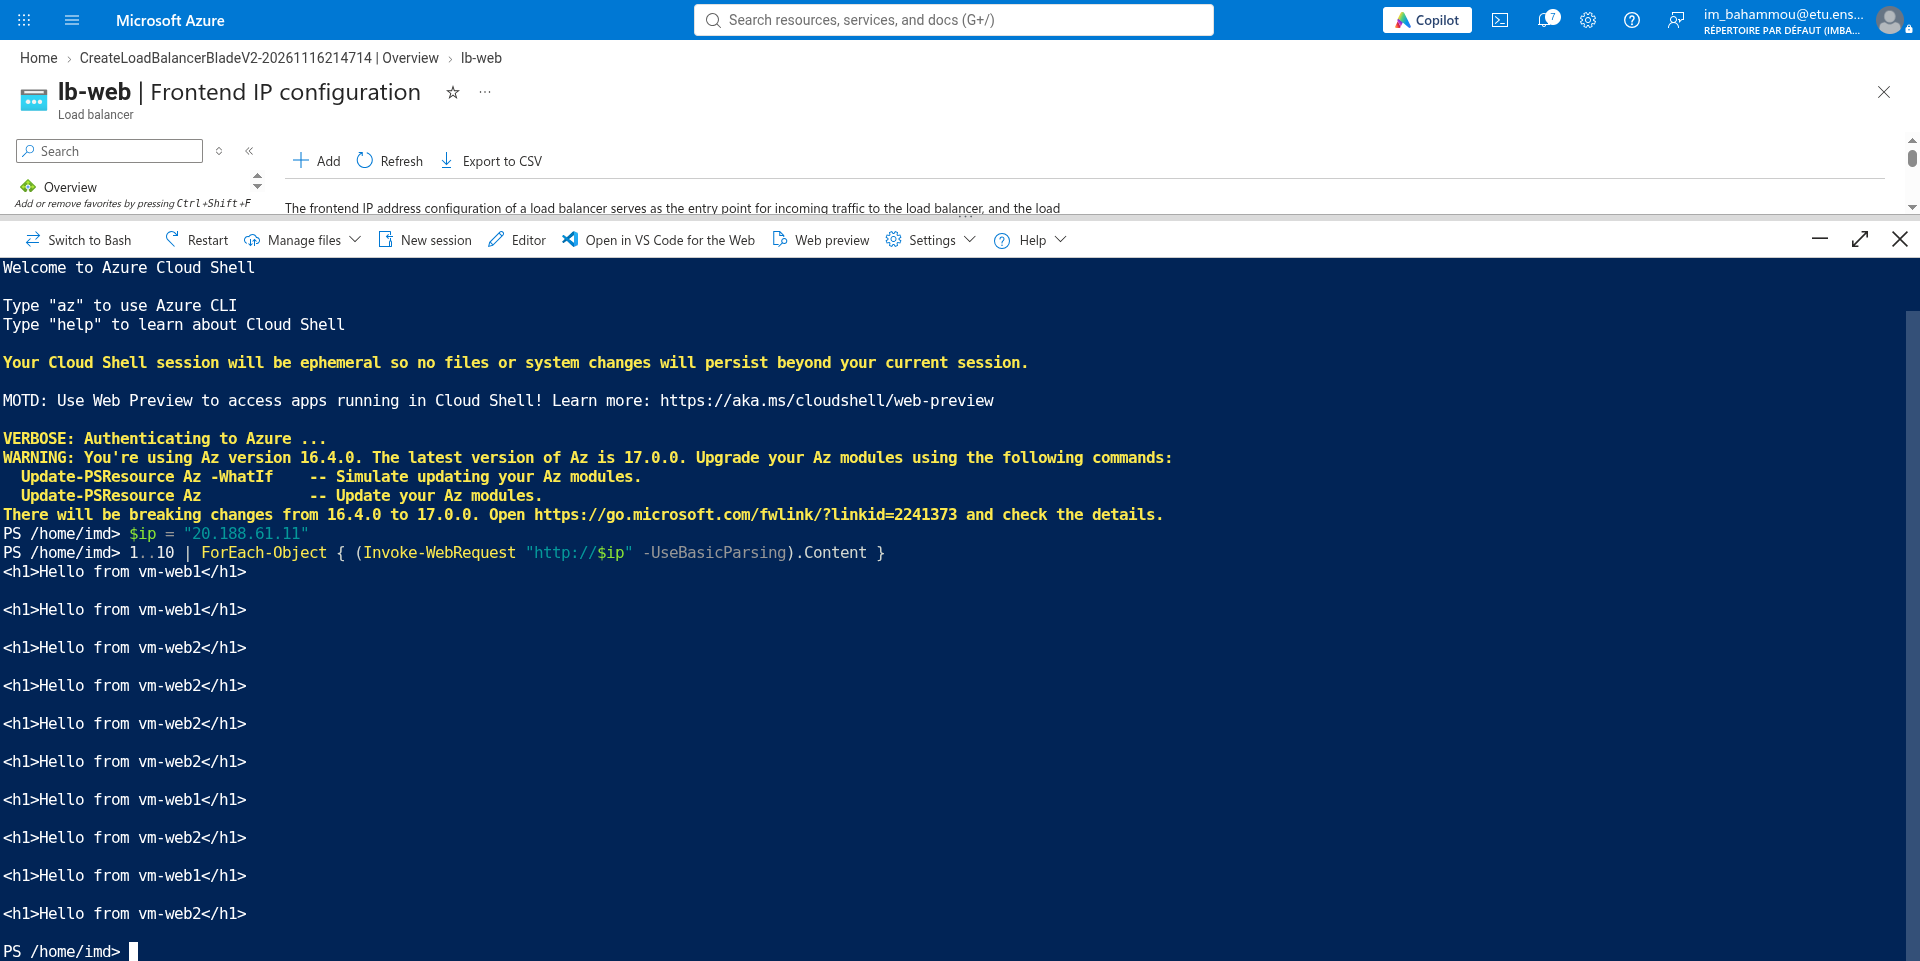 Microsoft Azure
Search resources, services, and docs (G+/)
Copilot
7
im_bahammou@etu.ens...
RÉPERTOIRE PAR DÉFAUT (IMBA...
Home > CreateLoadBalancerBladeV2-20261116214714 | Overview > lb-web
lb-web | Frontend IP configuration
Load balancer
Search
Add Refresh Export to CSV
Overview
Add or remove favorites by pressing Ctrl+Shift+F
The frontend IP address configuration of a load balancer serves as the entry point for incoming traffic to the load balancer, and the load
Switch to Bash Restart Manage files New session Editor Open in VS Code for the Web Web preview Settings Help
Welcome to Azure Cloud Shell
Type "az" to use Azure CLI
Type "help" to learn about Cloud Shell
Your Cloud Shell session will be ephemeral so no files or system changes will persist beyond your current session.
MOTD: Use Web Preview to access apps running in Cloud Shell! Learn more: https://aka.ms/cloudshell/web-preview
VERBOSE: Authenticating to Azure ...
WARNING: You're using Az version 16.4.0. The latest version of Az is 17.0.0. Upgrade your Az modules using the following commands:
  Update-PSResource Az -WhatIf    -- Simulate updating your Az modules.
  Update-PSResource Az            -- Update your Az modules.
There will be breaking changes from 16.4.0 to 17.0.0. Open https://go.microsoft.com/fwlink/?linkid=2241373 and check the details.
PS /home/imd> $ip = "20.188.61.11"
PS /home/imd> 1..10 | ForEach-Object { (Invoke-WebRequest "http://$ip" -UseBasicParsing).Content }
<h1>Hello from vm-web1</h1>
<h1>Hello from vm-web1</h1>
<h1>Hello from vm-web2</h1>
<h1>Hello from vm-web2</h1>
<h1>Hello from vm-web2</h1>
<h1>Hello from vm-web2</h1>
<h1>Hello from vm-web1</h1>
<h1>Hello from vm-web2</h1>
<h1>Hello from vm-web1</h1>
<h1>Hello from vm-web2</h1>
PS /home/imd>